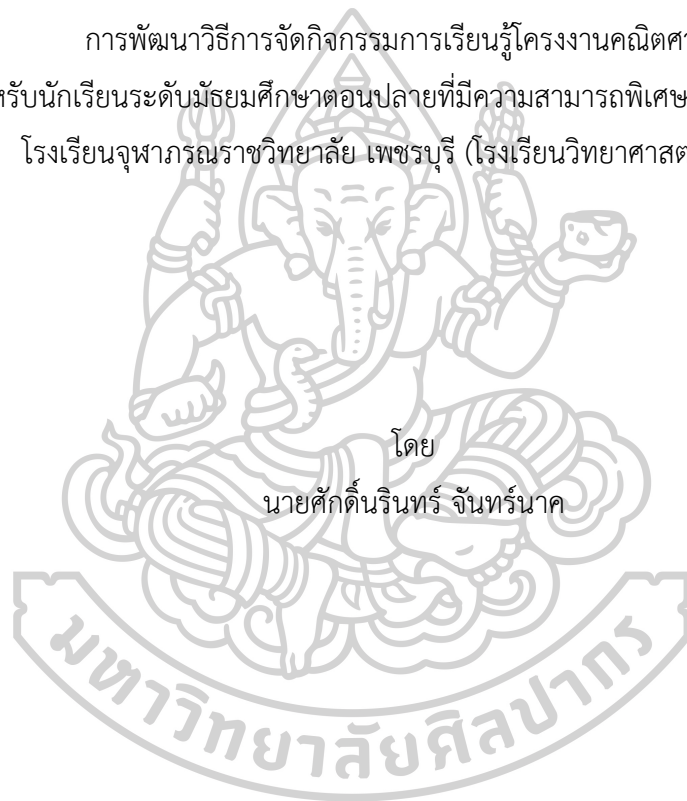 การพัฒนาวิธีการจัดกิจกรรมการเรียนรู้โครงงานคณิตศา
หรับนักเรียนระดับมัธยมศึกษาตอนปลายที่มีความสามารถพิเศษ
โรงเรียนจุฬาภรณราชวิทยาลัย เพชรบุรี (โรงเรียนวิทยาศาสต
โดย
นายศักดิ์นรินทร์ จันทร์นาค
มหาวิทยาลัยศิลปากร